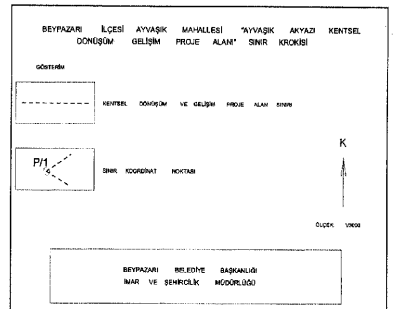 BEYPAZARI İLÇESİ AYVAŞIK MAHALLESİ "AYVAŞIK AKYAZI KENTSEL
DÖNÜŞÜM GELİŞİM PROJE ALANI" SINIR KROKİSİ
GÖSTERİM
KENTSEL DÖNÜŞÜM VE GELİŞİM PROJE ALAN SINIRI
P/1
SINIR KOORDİNAT NOKTASI
K
ÖLÇEK
BEYPAZARI BELEDİYE BAŞKANLIĞI
İMAR VE ŞEHİRCİLİK MÜDÜRLÜĞÜ